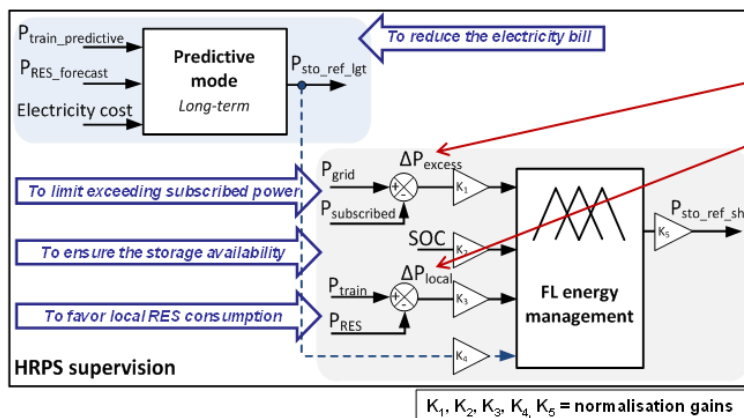 P_train_predictive
P_RES_forecast
Electricity cost
Predictive mode
Long-term
P_sto_ref_lgt
To reduce the electricity bill
To limit exceeding subscribed power
To ensure the storage availability
To favor local RES consumption
P_grid
P_subscribed
+
-
ΔP_excess
K_1
SOC
K_2
P_train
P_RES
+
-
ΔP_local
K_3
K_4
FL energy management
K_5
P_sto_ref_sh
HRPS supervision
K_1, K_2, K_3, K_4, K_5 = normalisation gains